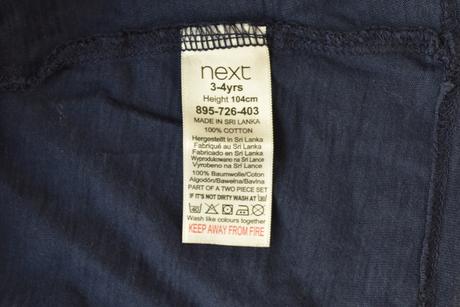 next
3-4yrs
Height 104cm
895-726-403
MADE IN SRI LANKA
100% COTTON
Hergestellt in Sri Lanka
Fabriqué au Sri Lanka
Fabricado en Sri Lanka
Wyprodukowane na Sri Lance
Vyrobeno na Sri Lance
100% Baumwolle/Coton
Algodón/Bawełna/Bavlna
PART OF A TWO PIECE SET
IF IT'S NOT DIRTY WASH AT 30
Wash like colours together
KEEP AWAY FROM FIRE